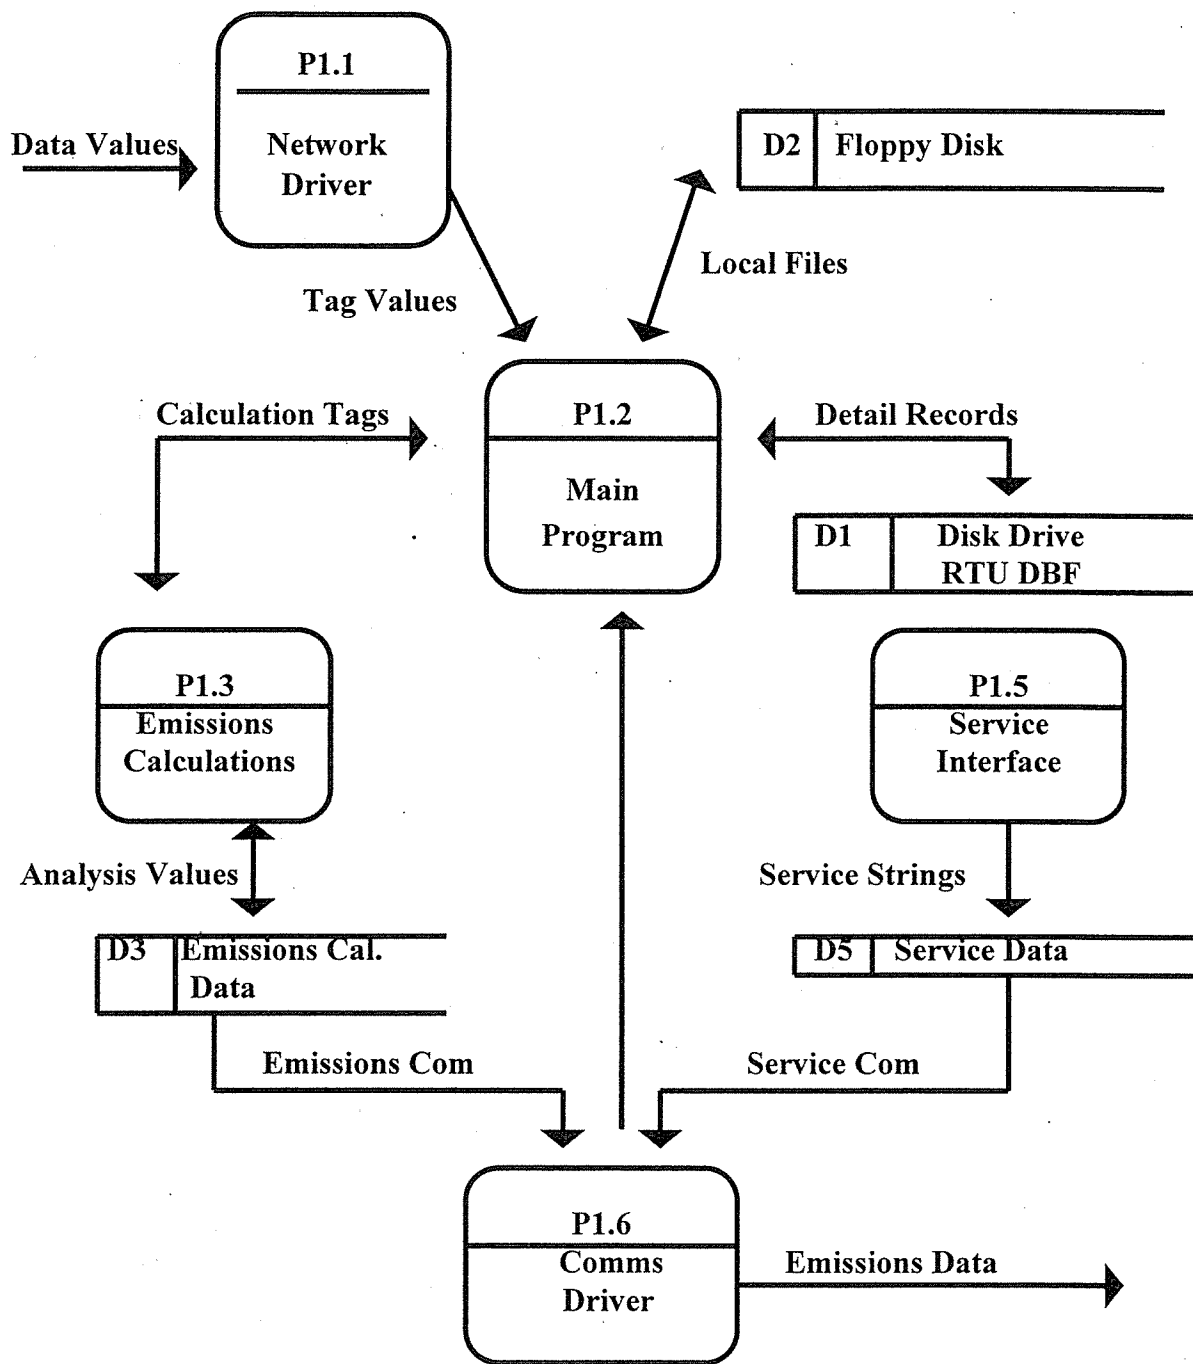 P1.1
Data Values
Network
Driver
D2
Floppy Disk
Local Files
Tag Values
Calculation Tags
P1.2
Detail Records
Main
Program
D1
Disk Drive
RTU DBF
P1.3
Emissions
Calculations
P1.5
Service
Interface
Analysis Values
Service Strings
D3
Emissions Cal.
Data
D5
Service Data
Emissions Com
Service Com
P1.6
Comms
Driver
Emissions Data